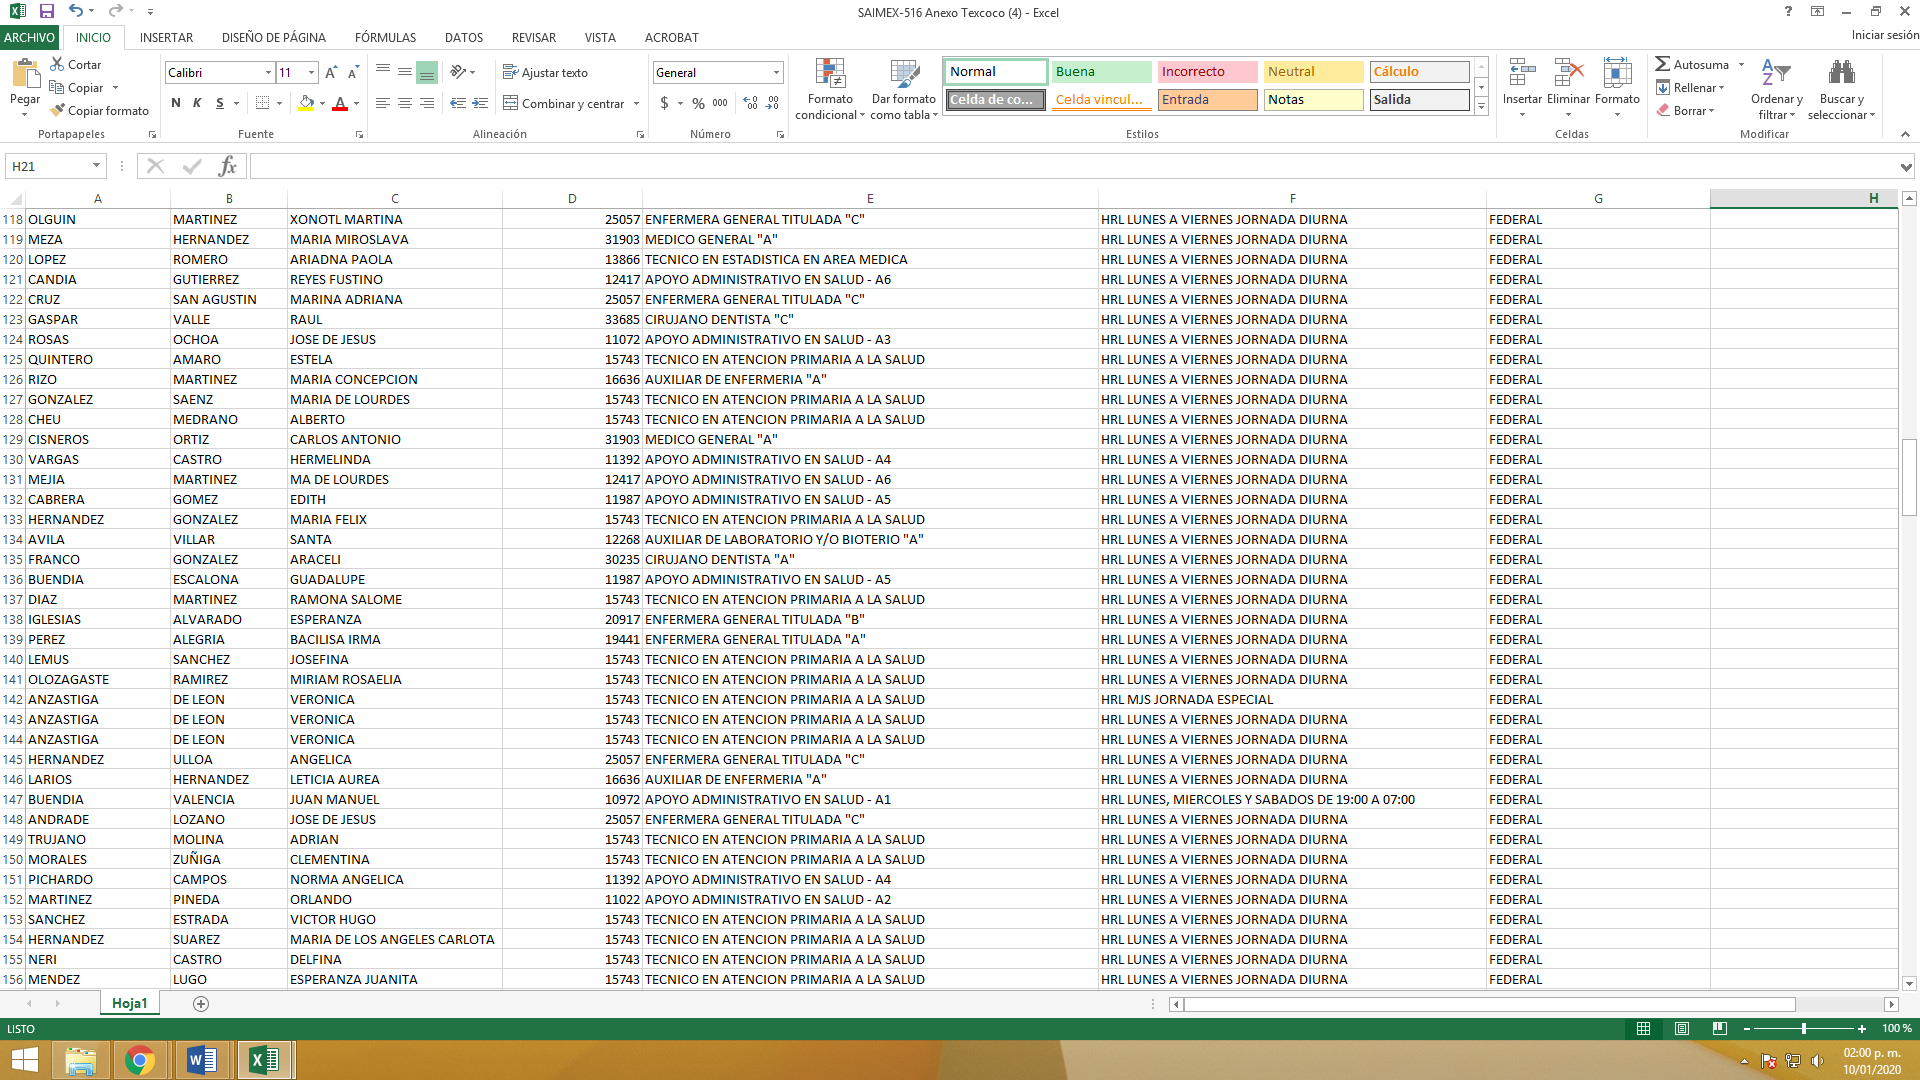 SAIMEX-516 Anexo Texcoco (4) - Excel
Iniciar sesión
ARCHIVO INICIO INSERTAR DISEÑO DE PÁGINA FÓRMULAS DATOS REVISAR VISTA ACROBAT
Pegar
Cortar
Copiar
Copiar formato
Portapapeles
Calibri 11
N K S
Fuente
Ajustar texto
Combinar y centrar
Alineación
General
$ % 000
Número
Formato condicional
Dar formato como tabla
Normal Buena Incorrecto Neutral Cálculo
Celda de co... Celda vincul... Entrada Notas Salida
Estilos
Insertar Eliminar Formato
Celdas
Autosuma
Rellenar
Borrar
Ordenar y filtrar
Buscar y seleccionar
Modificar
H21
fx
A B C D E F G H
118 OLGUIN MARTINEZ XONOTL MARTINA 25057 ENFERMERA GENERAL TITULADA "C" HRL LUNES A VIERNES JORNADA DIURNA FEDERAL
119 MEZA HERNANDEZ MARIA MIROSLAVA 31903 MEDICO GENERAL "A" HRL LUNES A VIERNES JORNADA DIURNA FEDERAL
120 LOPEZ ROMERO ARIADNA PAOLA 13866 TECNICO EN ESTADISTICA EN AREA MEDICA HRL LUNES A VIERNES JORNADA DIURNA FEDERAL
121 CANDIA GUTIERREZ REYES FUSTINO 12417 APOYO ADMINISTRATIVO EN SALUD - A6 HRL LUNES A VIERNES JORNADA DIURNA FEDERAL
122 CRUZ SAN AGUSTIN MARINA ADRIANA 25057 ENFERMERA GENERAL TITULADA "C" HRL LUNES A VIERNES JORNADA DIURNA FEDERAL
123 GASPAR VALLE RAUL 33685 CIRUJANO DENTISTA "C" HRL LUNES A VIERNES JORNADA DIURNA FEDERAL
124 ROSAS OCHOA JOSE DE JESUS 11072 APOYO ADMINISTRATIVO EN SALUD - A3 HRL LUNES A VIERNES JORNADA DIURNA FEDERAL
125 QUINTERO AMARO ESTELA 15743 TECNICO EN ATENCION PRIMARIA A LA SALUD HRL LUNES A VIERNES JORNADA DIURNA FEDERAL
126 RIZO MARTINEZ MARIA CONCEPCION 16636 AUXILIAR DE ENFERMERIA "A" HRL LUNES A VIERNES JORNADA DIURNA FEDERAL
127 GONZALEZ SAENZ MARIA DE LOURDES 15743 TECNICO EN ATENCION PRIMARIA A LA SALUD HRL LUNES A VIERNES JORNADA DIURNA FEDERAL
128 CHEU MEDRANO ALBERTO 15743 TECNICO EN ATENCION PRIMARIA A LA SALUD HRL LUNES A VIERNES JORNADA DIURNA FEDERAL
129 CISNEROS ORTIZ CARLOS ANTONIO 31903 MEDICO GENERAL "A" HRL LUNES A VIERNES JORNADA DIURNA FEDERAL
130 VARGAS CASTRO HERMELINDA 11392 APOYO ADMINISTRATIVO EN SALUD - A4 HRL LUNES A VIERNES JORNADA DIURNA FEDERAL
131 MEJIA MARTINEZ MA DE LOURDES 12417 APOYO ADMINISTRATIVO EN SALUD - A6 HRL LUNES A VIERNES JORNADA DIURNA FEDERAL
132 CABRERA GOMEZ EDITH 11987 APOYO ADMINISTRATIVO EN SALUD - A5 HRL LUNES A VIERNES JORNADA DIURNA FEDERAL
133 HERNANDEZ GONZALEZ MARIA FELIX 15743 TECNICO EN ATENCION PRIMARIA A LA SALUD HRL LUNES A VIERNES JORNADA DIURNA FEDERAL
134 AVILA VILLAR SANTA 12268 AUXILIAR DE LABORATORIO Y/O BIOTERIO "A" HRL LUNES A VIERNES JORNADA DIURNA FEDERAL
135 FRANCO GONZALEZ ARACELI 30235 CIRUJANO DENTISTA "A" HRL LUNES A VIERNES JORNADA DIURNA FEDERAL
136 BUENDIA ESCALONA GUADALUPE 11987 APOYO ADMINISTRATIVO EN SALUD - A5 HRL LUNES A VIERNES JORNADA DIURNA FEDERAL
137 DIAZ MARTINEZ RAMONA SALOME 15743 TECNICO EN ATENCION PRIMARIA A LA SALUD HRL LUNES A VIERNES JORNADA DIURNA FEDERAL
138 IGLESIAS ALVARADO ESPERANZA 20917 ENFERMERA GENERAL TITULADA "B" HRL LUNES A VIERNES JORNADA DIURNA FEDERAL
139 PEREZ ALEGRIA BACILISA IRMA 19441 ENFERMERA GENERAL TITULADA "A" HRL LUNES A VIERNES JORNADA DIURNA FEDERAL
140 LEMUS SANCHEZ JOSEFINA 15743 TECNICO EN ATENCION PRIMARIA A LA SALUD HRL LUNES A VIERNES JORNADA DIURNA FEDERAL
141 OLOZAGASTE RAMIREZ MIRIAM ROSAELIA 15743 TECNICO EN ATENCION PRIMARIA A LA SALUD HRL LUNES A VIERNES JORNADA DIURNA FEDERAL
142 ANZASTIGA DE LEON VERONICA 15743 TECNICO EN ATENCION PRIMARIA A LA SALUD HRL MJS JORNADA ESPECIAL FEDERAL
143 ANZASTIGA DE LEON VERONICA 15743 TECNICO EN ATENCION PRIMARIA A LA SALUD HRL LUNES A VIERNES JORNADA DIURNA FEDERAL
144 ANZASTIGA DE LEON VERONICA 15743 TECNICO EN ATENCION PRIMARIA A LA SALUD HRL LUNES A VIERNES JORNADA DIURNA FEDERAL
145 HERNANDEZ ULLOA ANGELICA 25057 ENFERMERA GENERAL TITULADA "C" HRL LUNES A VIERNES JORNADA DIURNA FEDERAL
146 LARIOS HERNANDEZ LETICIA AUREA 16636 AUXILIAR DE ENFERMERIA "A" HRL LUNES A VIERNES JORNADA DIURNA FEDERAL
147 BUENDIA VALENCIA JUAN MANUEL 10972 APOYO ADMINISTRATIVO EN SALUD - A1 HRL LUNES, MIERCOLES Y SABADOS DE 19:00 A 07:00 FEDERAL
148 ANDRADE LOZANO JOSE DE JESUS 25057 ENFERMERA GENERAL TITULADA "C" HRL LUNES A VIERNES JORNADA DIURNA FEDERAL
149 TRUJANO MOLINA ADRIAN 15743 TECNICO EN ATENCION PRIMARIA A LA SALUD HRL LUNES A VIERNES JORNADA DIURNA FEDERAL
150 MORALES ZUÑIGA CLEMENTINA 15743 TECNICO EN ATENCION PRIMARIA A LA SALUD HRL LUNES A VIERNES JORNADA DIURNA FEDERAL
151 PICHARDO CAMPOS NORMA ANGELICA 11392 APOYO ADMINISTRATIVO EN SALUD - A4 HRL LUNES A VIERNES JORNADA DIURNA FEDERAL
152 MARTINEZ PINEDA ORLANDO 11022 APOYO ADMINISTRATIVO EN SALUD - A2 HRL LUNES A VIERNES JORNADA DIURNA FEDERAL
153 SANCHEZ ESTRADA VICTOR HUGO 15743 TECNICO EN ATENCION PRIMARIA A LA SALUD HRL LUNES A VIERNES JORNADA DIURNA FEDERAL
154 HERNANDEZ SUAREZ MARIA DE LOS ANGELES CARLOTA 15743 TECNICO EN ATENCION PRIMARIA A LA SALUD HRL LUNES A VIERNES JORNADA DIURNA FEDERAL
155 NERI CASTRO DELFINA 15743 TECNICO EN ATENCION PRIMARIA A LA SALUD HRL LUNES A VIERNES JORNADA DIURNA FEDERAL
156 MENDEZ LUGO ESPERANZA JUANITA 15743 TECNICO EN ATENCION PRIMARIA A LA SALUD HRL LUNES A VIERNES JORNADA DIURNA FEDERAL
Hoja1
LISTO
100 %
02:00 p. m.
10/01/2020